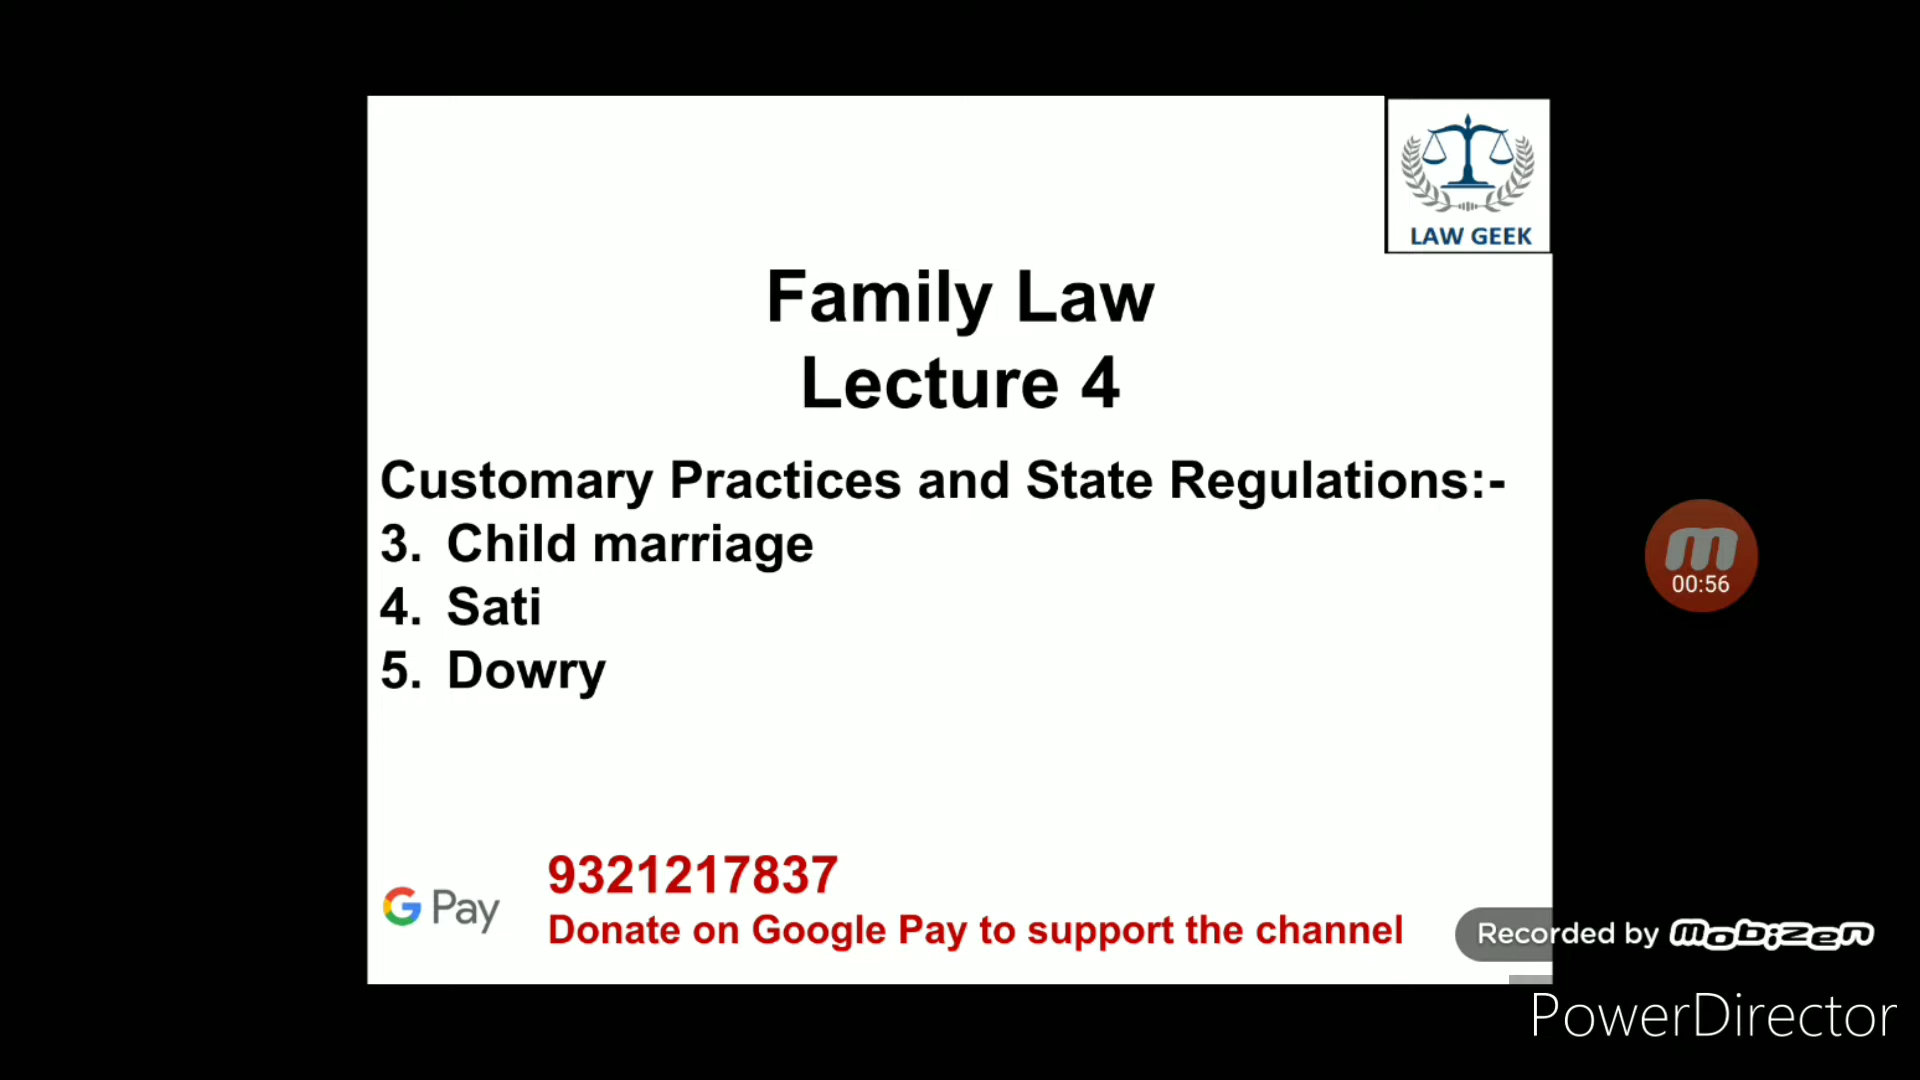 LAW GEEK
Family Law
Lecture 4
Customary Practices and State Regulations:-
3. Child marriage
4. Sati
5. Dowry
m
00:56
9321217837
G Pay
Donate on Google Pay to support the channel
Recorded by mobizen
PowerDirector